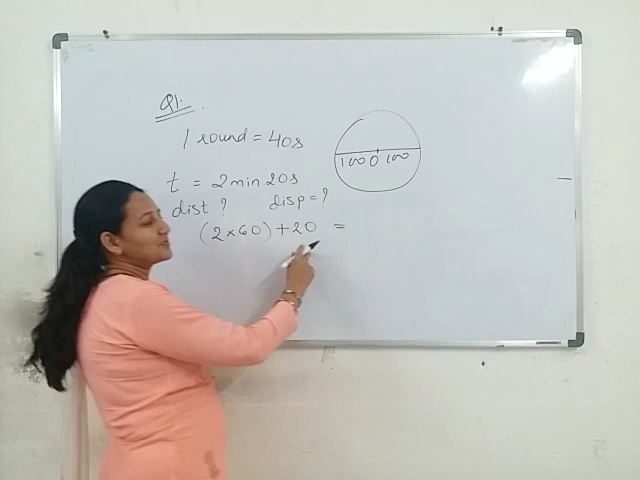 Q1:
1 round = 40s
100 0 100
t = 2min 20s
dist ? disp = ?
(2×60) + 20 =